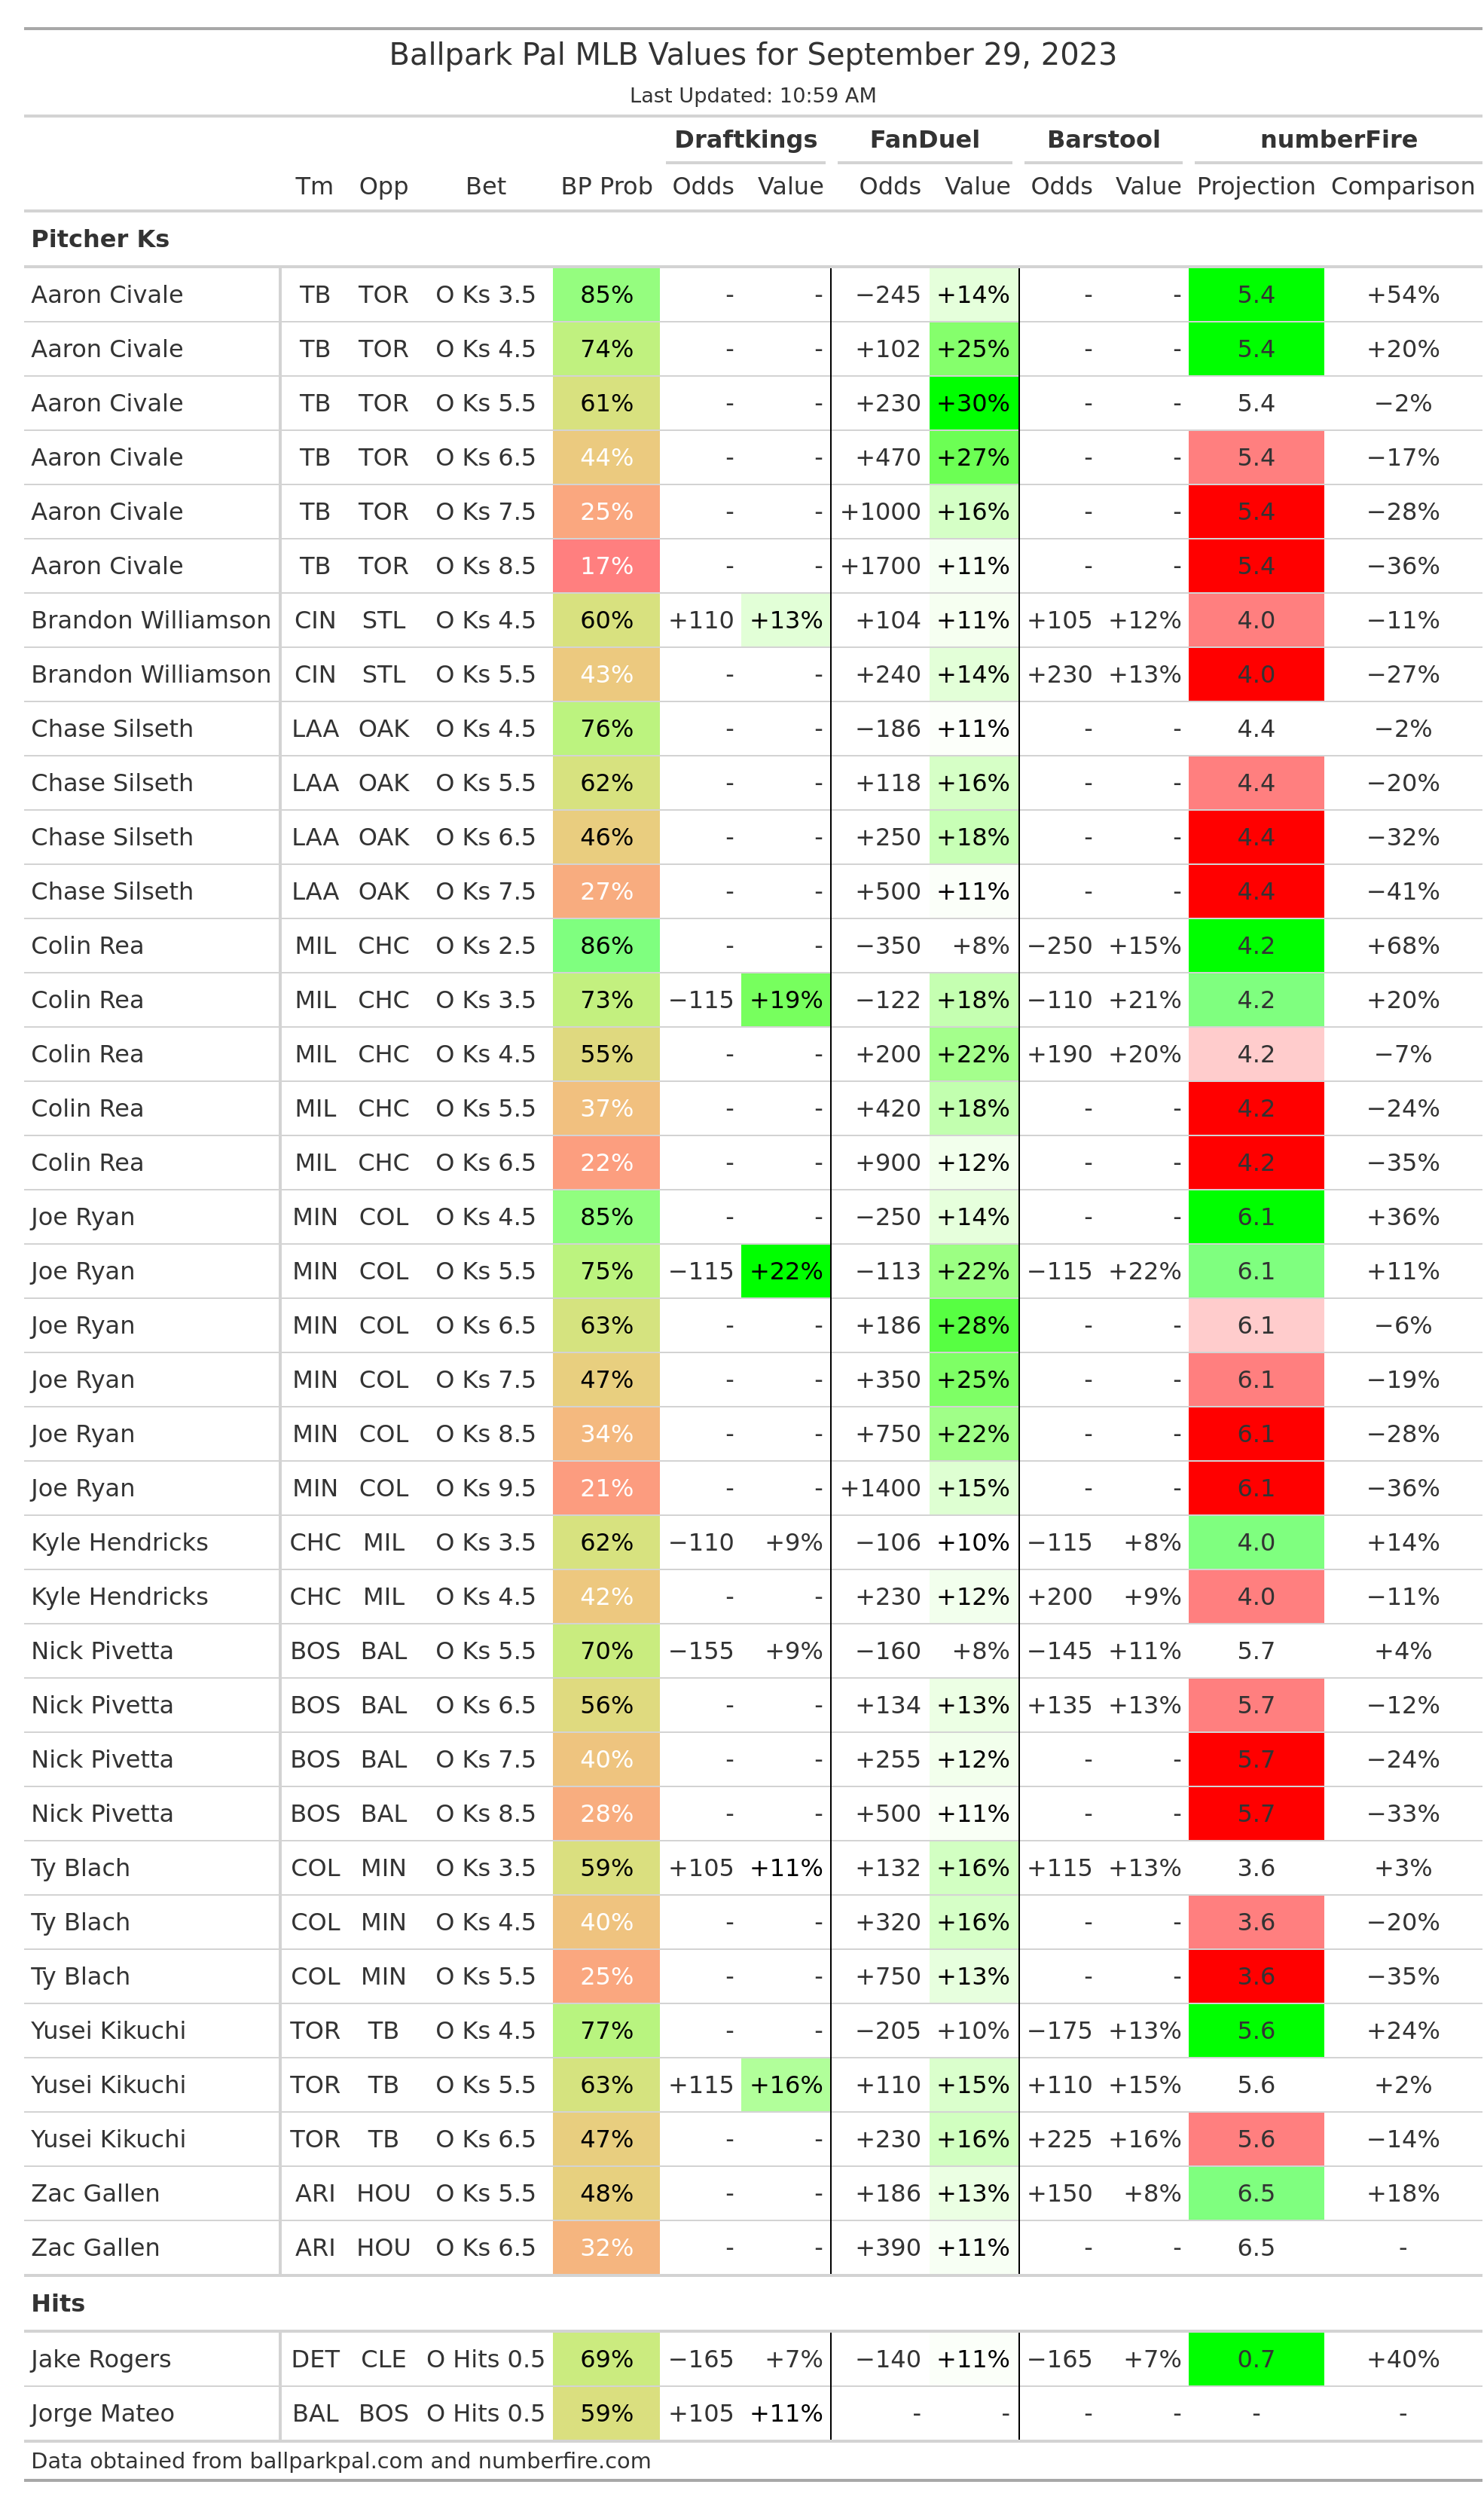 Ballpark Pal MLB Values for September 29, 2023
Last Updated: 10:59 AM
Draftkings FanDuel Barstool numberFire
Tm Opp Bet BP Prob Odds Value Odds Value Odds Value Projection Comparison
Pitcher Ks
Aaron Civale TB TOR O Ks 3.5 85% - - −245 +14% - - 5.4 +54%
Aaron Civale TB TOR O Ks 4.5 74% - - +102 +25% - - 5.4 +20%
Aaron Civale TB TOR O Ks 5.5 61% - - +230 +30% - - 5.4 −2%
Aaron Civale TB TOR O Ks 6.5 44% - - +470 +27% - - 5.4 −17%
Aaron Civale TB TOR O Ks 7.5 25% - - +1000 +16% - - 5.4 −28%
Aaron Civale TB TOR O Ks 8.5 17% - - +1700 +11% - - 5.4 −36%
Brandon Williamson CIN STL O Ks 4.5 60% +110 +13% +104 +11% +105 +12% 4.0 −11%
Brandon Williamson CIN STL O Ks 5.5 43% - - +240 +14% +230 +13% 4.0 −27%
Chase Silseth LAA OAK O Ks 4.5 76% - - −186 +11% - - 4.4 −2%
Chase Silseth LAA OAK O Ks 5.5 62% - - +118 +16% - - 4.4 −20%
Chase Silseth LAA OAK O Ks 6.5 46% - - +250 +18% - - 4.4 −32%
Chase Silseth LAA OAK O Ks 7.5 27% - - +500 +11% - - 4.4 −41%
Colin Rea MIL CHC O Ks 2.5 86% - - −350 +8% −250 +15% 4.2 +68%
Colin Rea MIL CHC O Ks 3.5 73% −115 +19% −122 +18% −110 +21% 4.2 +20%
Colin Rea MIL CHC O Ks 4.5 55% - - +200 +22% +190 +20% 4.2 −7%
Colin Rea MIL CHC O Ks 5.5 37% - - +420 +18% - - 4.2 −24%
Colin Rea MIL CHC O Ks 6.5 22% - - +900 +12% - - 4.2 −35%
Joe Ryan MIN COL O Ks 4.5 85% - - −250 +14% - - 6.1 +36%
Joe Ryan MIN COL O Ks 5.5 75% −115 +22% −113 +22% −115 +22% 6.1 +11%
Joe Ryan MIN COL O Ks 6.5 63% - - +186 +28% - - 6.1 −6%
Joe Ryan MIN COL O Ks 7.5 47% - - +350 +25% - - 6.1 −19%
Joe Ryan MIN COL O Ks 8.5 34% - - +750 +22% - - 6.1 −28%
Joe Ryan MIN COL O Ks 9.5 21% - - +1400 +15% - - 6.1 −36%
Kyle Hendricks CHC MIL O Ks 3.5 62% −110 +9% −106 +10% −115 +8% 4.0 +14%
Kyle Hendricks CHC MIL O Ks 4.5 42% - - +230 +12% +200 +9% 4.0 −11%
Nick Pivetta BOS BAL O Ks 5.5 70% −155 +9% −160 +8% −145 +11% 5.7 +4%
Nick Pivetta BOS BAL O Ks 6.5 56% - - +134 +13% +135 +13% 5.7 −12%
Nick Pivetta BOS BAL O Ks 7.5 40% - - +255 +12% - - 5.7 −24%
Nick Pivetta BOS BAL O Ks 8.5 28% - - +500 +11% - - 5.7 −33%
Ty Blach COL MIN O Ks 3.5 59% +105 +11% +132 +16% +115 +13% 3.6 +3%
Ty Blach COL MIN O Ks 4.5 40% - - +320 +16% - - 3.6 −20%
Ty Blach COL MIN O Ks 5.5 25% - - +750 +13% - - 3.6 −35%
Yusei Kikuchi TOR TB O Ks 4.5 77% - - −205 +10% −175 +13% 5.6 +24%
Yusei Kikuchi TOR TB O Ks 5.5 63% +115 +16% +110 +15% +110 +15% 5.6 +2%
Yusei Kikuchi TOR TB O Ks 6.5 47% - - +230 +16% +225 +16% 5.6 −14%
Zac Gallen ARI HOU O Ks 5.5 48% - - +186 +13% +150 +8% 6.5 +18%
Zac Gallen ARI HOU O Ks 6.5 32% - - +390 +11% - - 6.5 -
Hits
Jake Rogers DET CLE O Hits 0.5 69% −165 +7% −140 +11% −165 +7% 0.7 +40%
Jorge Mateo BAL BOS O Hits 0.5 59% +105 +11% - - - - - -
Data obtained from ballparkpal.com and numberfire.com